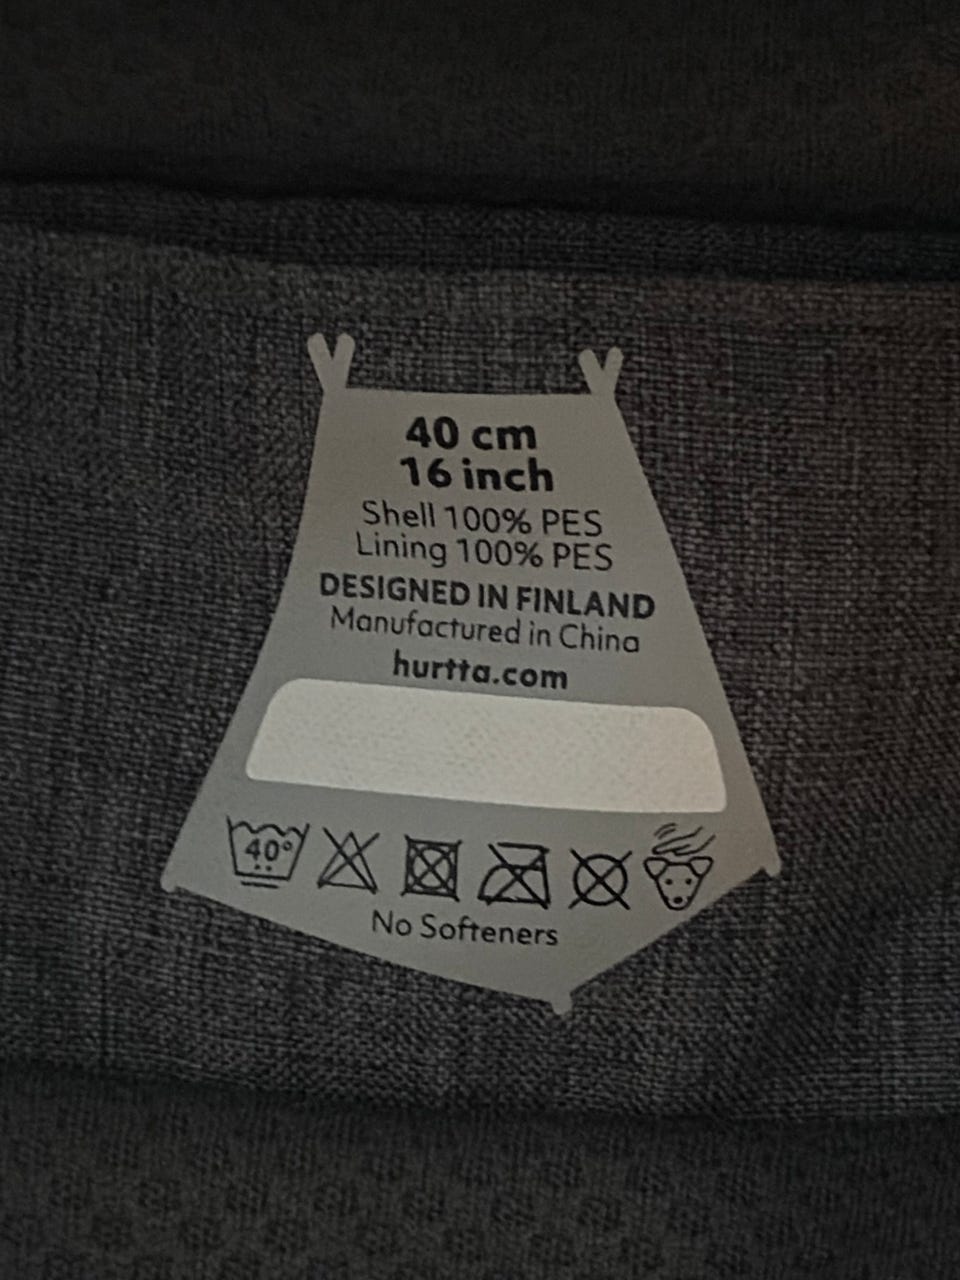 40 cm
16 inch
Shell 100% PES
Lining 100% PES
DESIGNED IN FINLAND
Manufactured in China
hurtta.com
40°
No Softeners